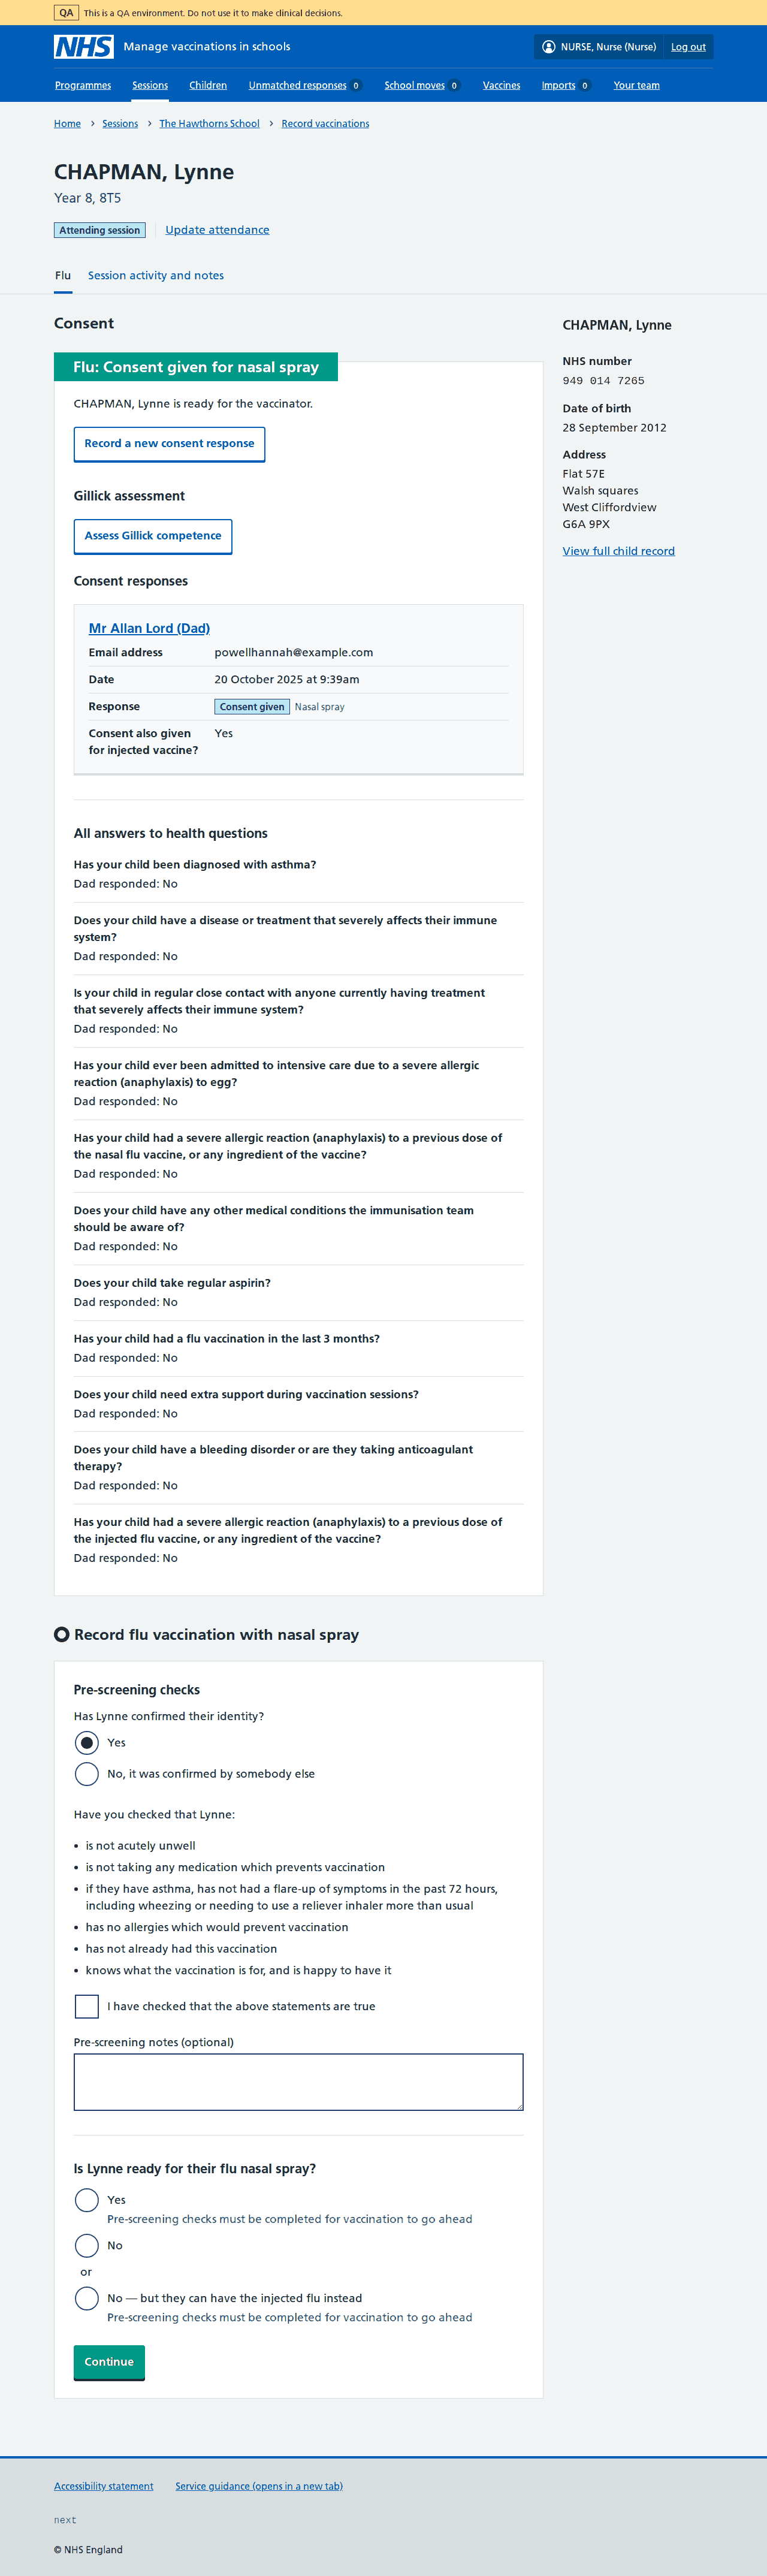 QA This is a QA environment. Do not use it to make clinical decisions.
NHS Manage vaccinations in schools
NURSE, Nurse (Nurse) Log out
Programmes Sessions Children Unmatched responses 0 School moves 0 Vaccines Imports 0 Your team
Home > Sessions > The Hawthorns School > Record vaccinations
CHAPMAN, Lynne
Year 8, 8T5
Attending session Update attendance
Flu Session activity and notes
Consent
Flu: Consent given for nasal spray
CHAPMAN, Lynne is ready for the vaccinator.
Record a new consent response
Gillick assessment
Assess Gillick competence
Consent responses
Mr Allan Lord (Dad)
Email address powellhannah@example.com
Date 20 October 2025 at 9:39am
Response Consent given Nasal spray
Consent also given Yes
for injected vaccine?
All answers to health questions
Has your child been diagnosed with asthma?
Dad responded: No
Does your child have a disease or treatment that severely affects their immune
system?
Dad responded: No
Is your child in regular close contact with anyone currently having treatment
that severely affects their immune system?
Dad responded: No
Has your child ever been admitted to intensive care due to a severe allergic
reaction (anaphylaxis) to egg?
Dad responded: No
Has your child had a severe allergic reaction (anaphylaxis) to a previous dose of
the nasal flu vaccine, or any ingredient of the vaccine?
Dad responded: No
Does your child have any other medical conditions the immunisation team
should be aware of?
Dad responded: No
Does your child take regular aspirin?
Dad responded: No
Has your child had a flu vaccination in the last 3 months?
Dad responded: No
Does your child need extra support during vaccination sessions?
Dad responded: No
Does your child have a bleeding disorder or are they taking anticoagulant
therapy?
Dad responded: No
Has your child had a severe allergic reaction (anaphylaxis) to a previous dose of
the injected flu vaccine, or any ingredient of the vaccine?
Dad responded: No
Record flu vaccination with nasal spray
Pre-screening checks
Has Lynne confirmed their identity?
Yes
No, it was confirmed by somebody else
Have you checked that Lynne:
• is not acutely unwell
• is not taking any medication which prevents vaccination
• if they have asthma, has not had a flare-up of symptoms in the past 72 hours,
including wheezing or needing to use a reliever inhaler more than usual
• has no allergies which would prevent vaccination
• has not already had this vaccination
• knows what the vaccination is for, and is happy to have it
I have checked that the above statements are true
Pre-screening notes (optional)
Is Lynne ready for their flu nasal spray?
Yes
Pre-screening checks must be completed for vaccination to go ahead
No
or
No — but they can have the injected flu instead
Pre-screening checks must be completed for vaccination to go ahead
Continue
CHAPMAN, Lynne
NHS number
949 014 7265
Date of birth
28 September 2012
Address
Flat 57E
Walsh squares
West Cliffordview
G6A 9PX
View full child record
Accessibility statement Service guidance (opens in a new tab)
next
© NHS England